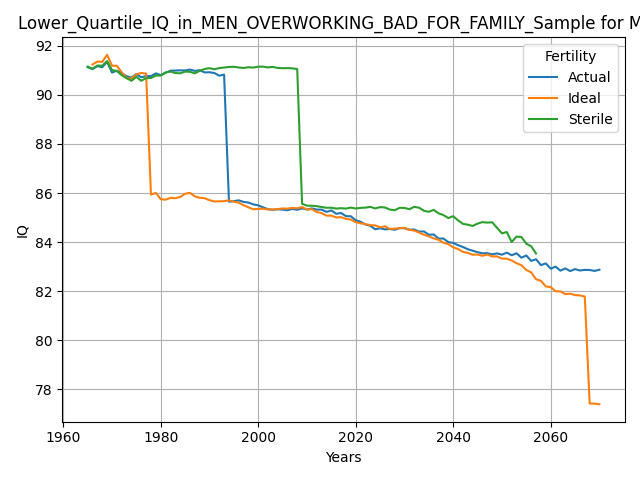 Lower_Quartile_IQ_in_MEN_OVERWORKING_BAD_FOR_FAMILY_Sample for M
92
90
88
86
84
82
80
78
IQ
Fertility
Actual
Ideal
Sterile
1960
1980
2000
2020
2040
2060
Years